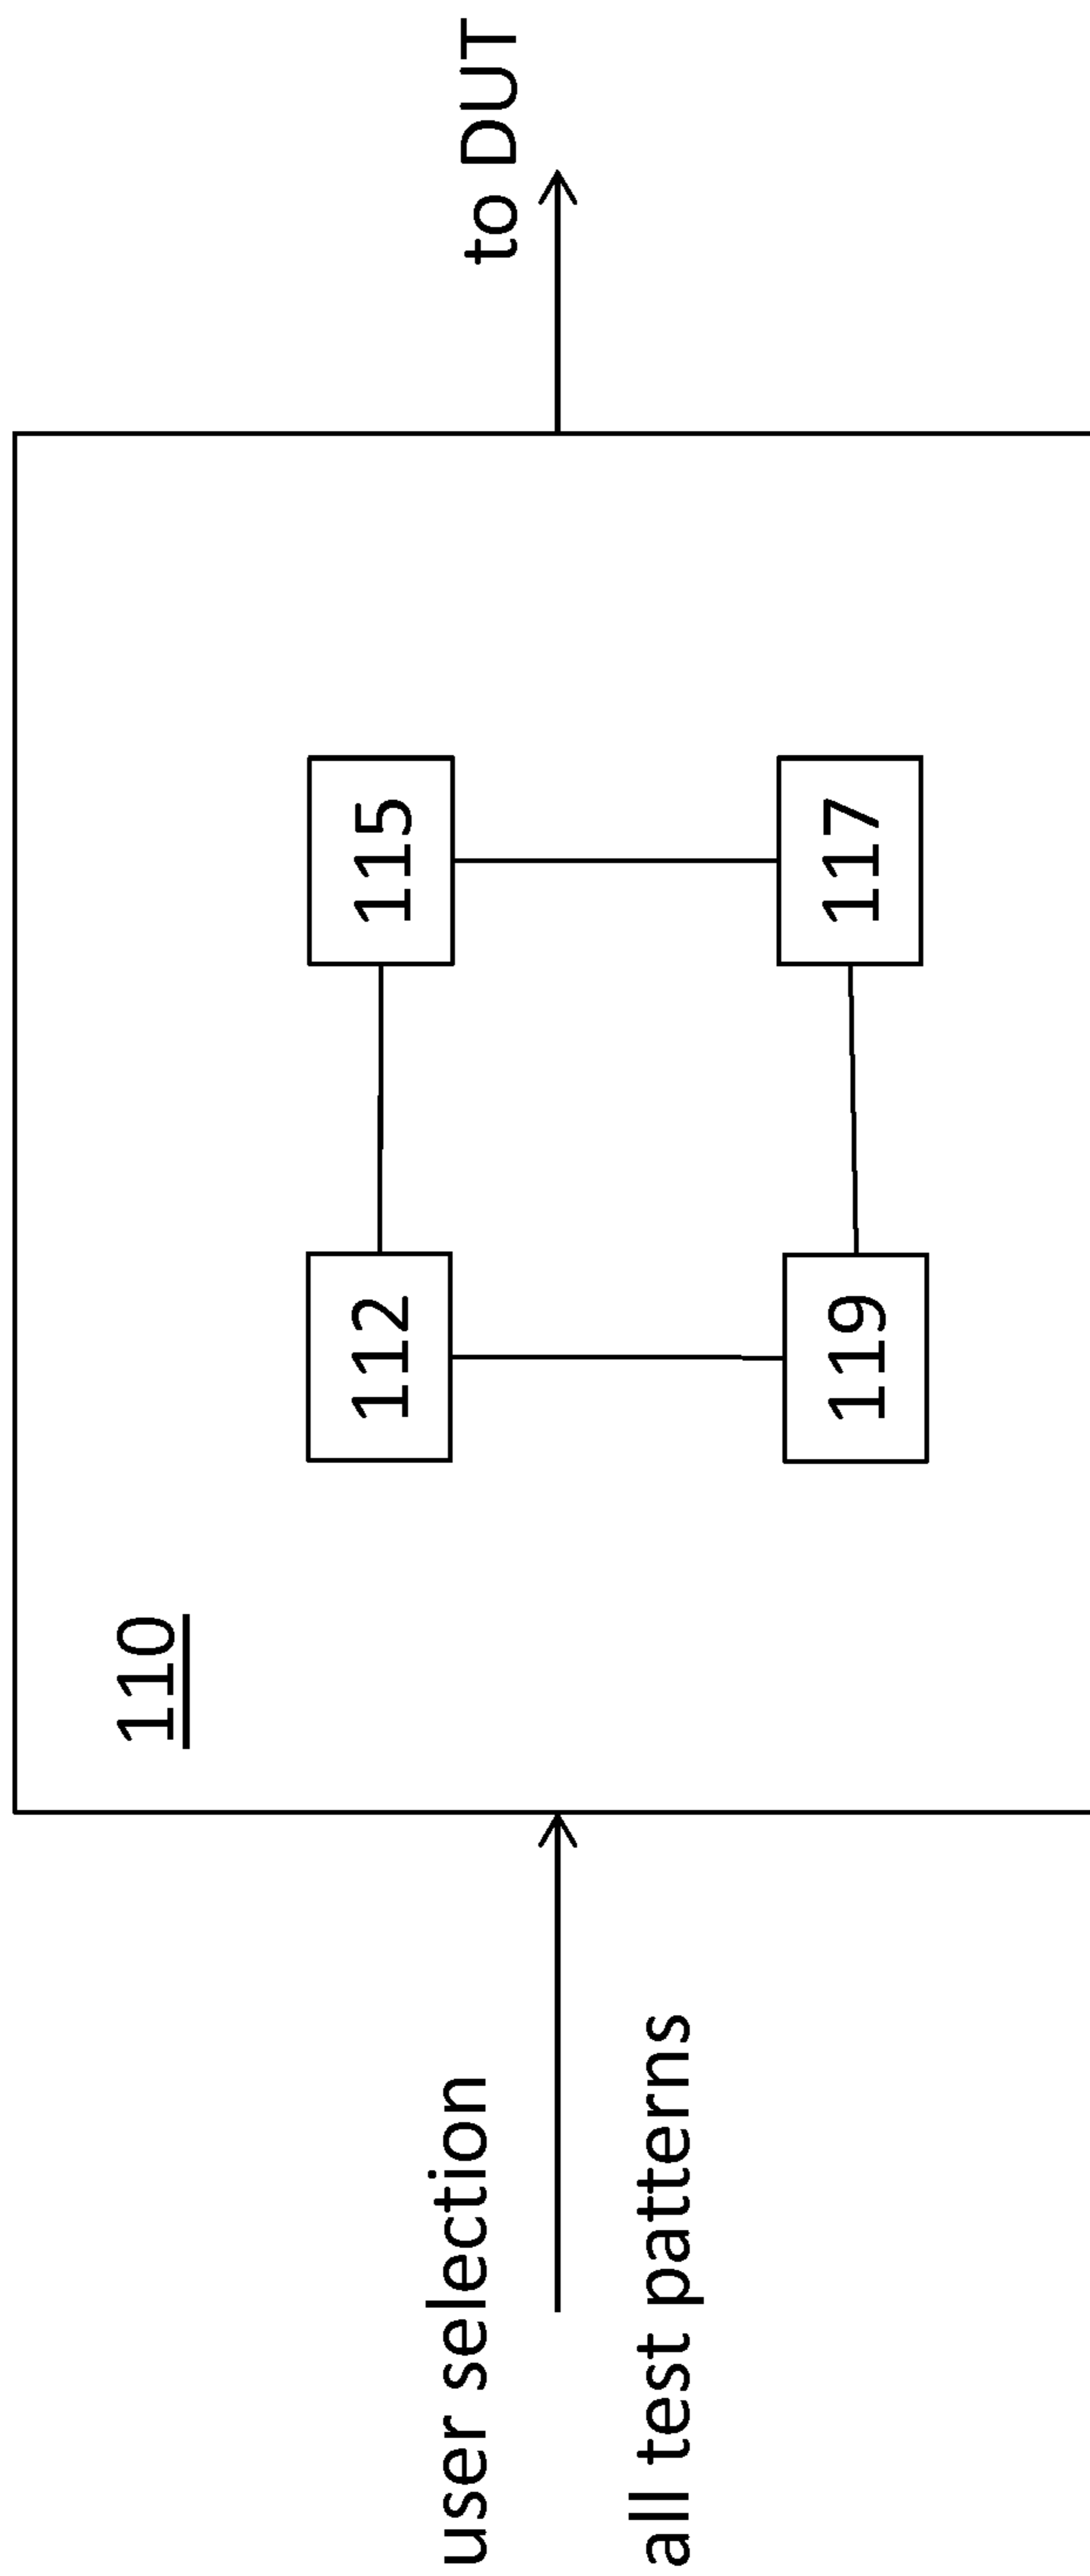 110
user selection
all test patterns
112
115
119
117
to DUT